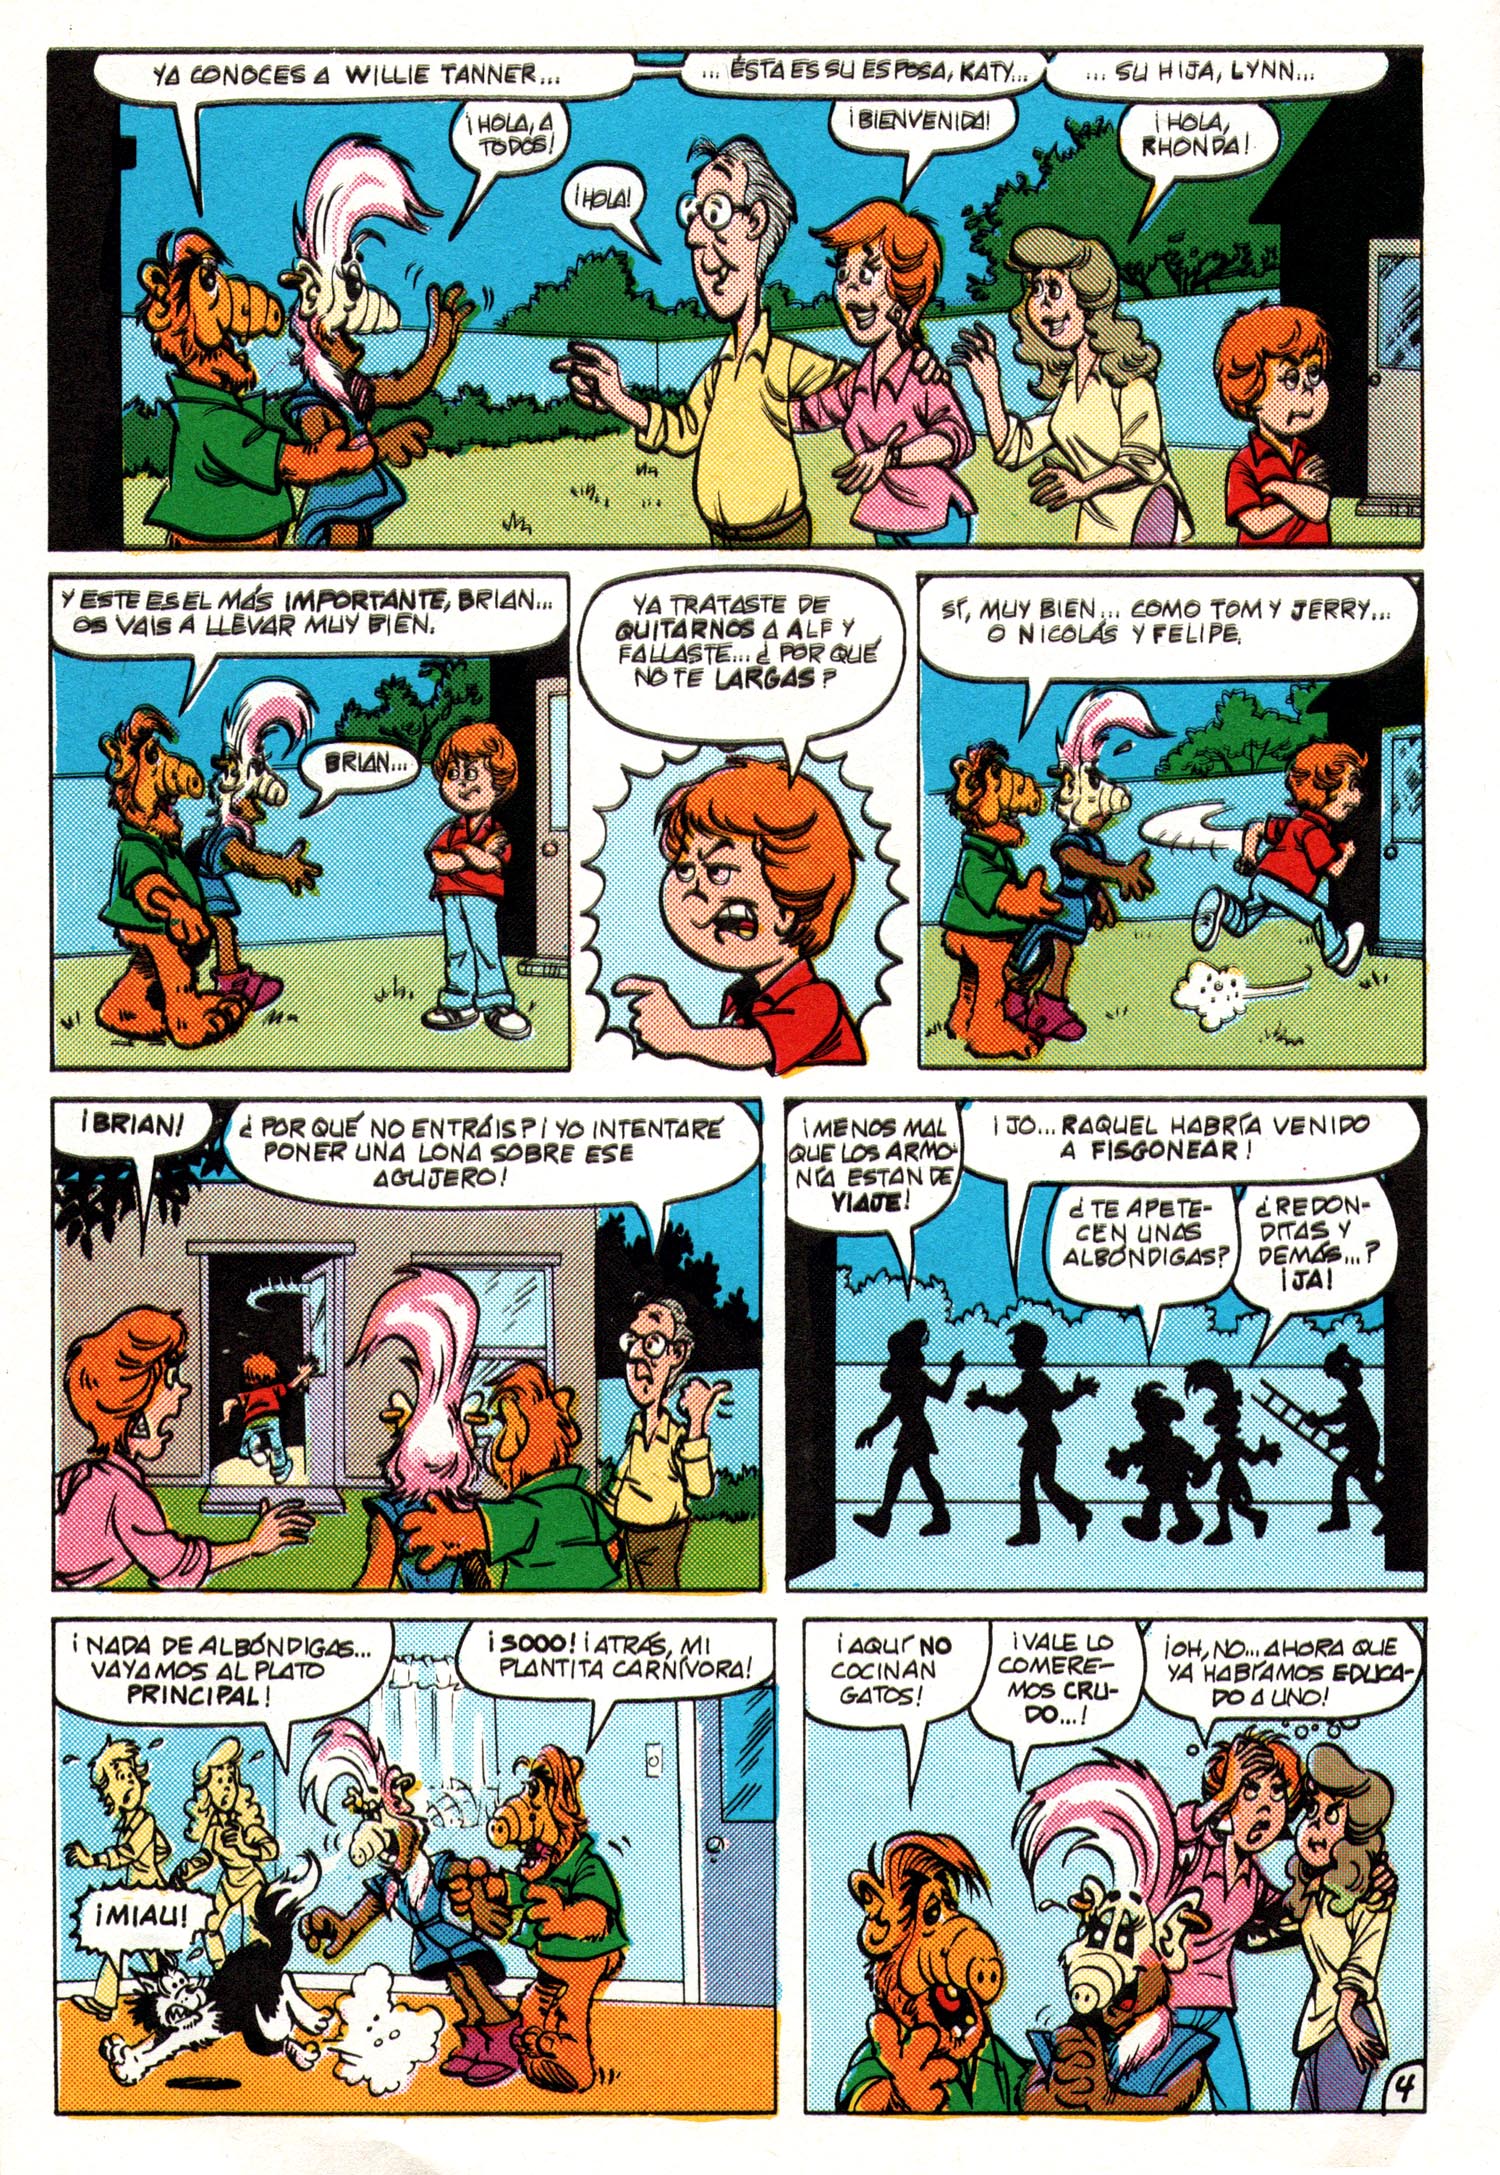 YA CONOCES A WILLIE TANNER...
... ÉSTA ES SU ESPOSA, KATY...
... SU HIJA, LYNN...
¡HOLA, A
TODOS!
¡HOLA!
¡BIENVENIDA!
¡HOLA,
RHONDA!
Y ESTE ES EL MÁS IMPORTANTE, BRIAN...
OS VAIS A LLEVAR MUY BIEN.
BRIAN...
YA TRATASTE DE
QUITARNOS A ALF Y
FALLASTE... ¿POR QUÉ
NO TE LARGAS?
SÍ, MUY BIEN... COMO TOM Y JERRY...
O NICOLÁS Y FELIPE.
¡BRIAN!
¿POR QUÉ NO ENTRÁIS? ¡YO INTENTARÉ
PONER UNA LONA SOBRE ESE
AGUJERO!
¡MENOS MAL
QUE LOS ARMO-
NÍA ESTÁN DE
VIAJE!
¡JO... RAQUEL HABRÍA VENIDO
A FISGONEAR!
¿TE APETE-
CEN UNAS
ALBÓNDIGAS?
¿REDON-
DITAS Y
DEMÁS...?
¡JA!
¡NADA DE ALBÓNDIGAS...
VAYAMOS AL PLATO
PRINCIPAL!
¡SOOO! ¡ATRÁS, MI
PLANTITA CARNÍVORA!
¡MIAU!
¡AQUÍ NO
COCINAN
GATOS!
¡VALE LO
COMERE-
MOS CRU-
DO...!
¡OH, NO... AHORA QUE
YA HABÍAMOS EDUCA-
DO A UNO!
4